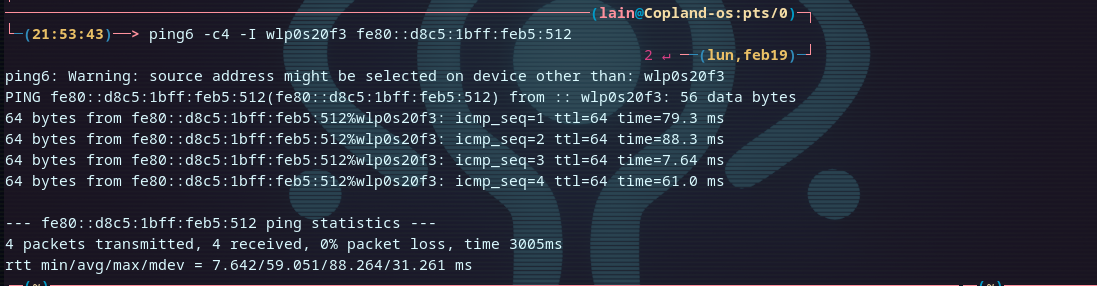 (lain@Copland-os:pts/0)
(21:53:43)──> ping6 -c4 -I wlp0s20f3 fe80::d8c5:1bff:feb5:512
2 ↵ ──(lun,feb19)
ping6: Warning: source address might be selected on device other than: wlp0s20f3
PING fe80::d8c5:1bff:feb5:512(fe80::d8c5:1bff:feb5:512) from :: wlp0s20f3: 56 data bytes
64 bytes from fe80::d8c5:1bff:feb5:512%wlp0s20f3: icmp_seq=1 ttl=64 time=79.3 ms
64 bytes from fe80::d8c5:1bff:feb5:512%wlp0s20f3: icmp_seq=2 ttl=64 time=88.3 ms
64 bytes from fe80::d8c5:1bff:feb5:512%wlp0s20f3: icmp_seq=3 ttl=64 time=7.64 ms
64 bytes from fe80::d8c5:1bff:feb5:512%wlp0s20f3: icmp_seq=4 ttl=64 time=61.0 ms
--- fe80::d8c5:1bff:feb5:512 ping statistics ---
4 packets transmitted, 4 received, 0% packet loss, time 3005ms
rtt min/avg/max/mdev = 7.642/59.051/88.264/31.261 ms